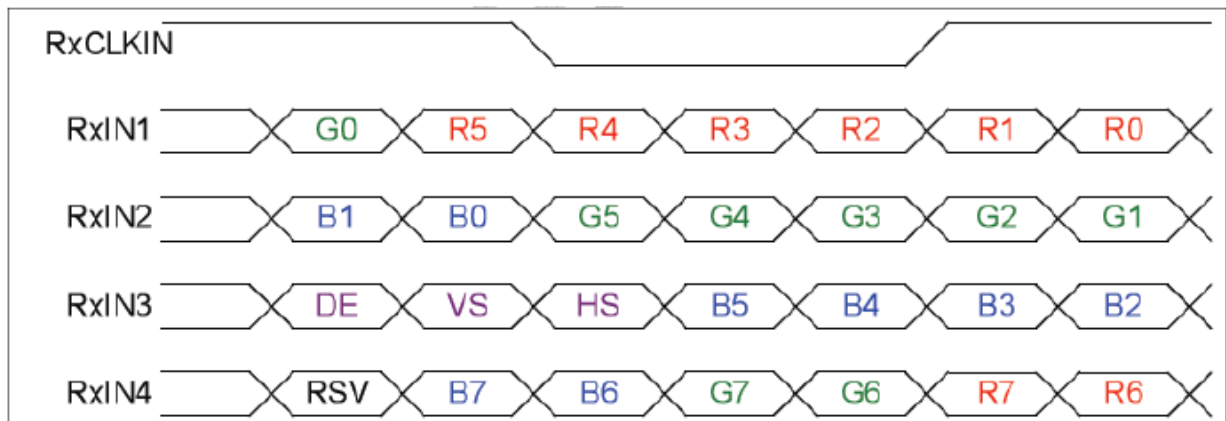 RxCLKIN
RxIN1 G0 R5 R4 R3 R2 R1 R0
RxIN2 B1 B0 G5 G4 G3 G2 G1
RxIN3 DE VS HS B5 B4 B3 B2
RxIN4 RSV B7 B6 G7 G6 R7 R6